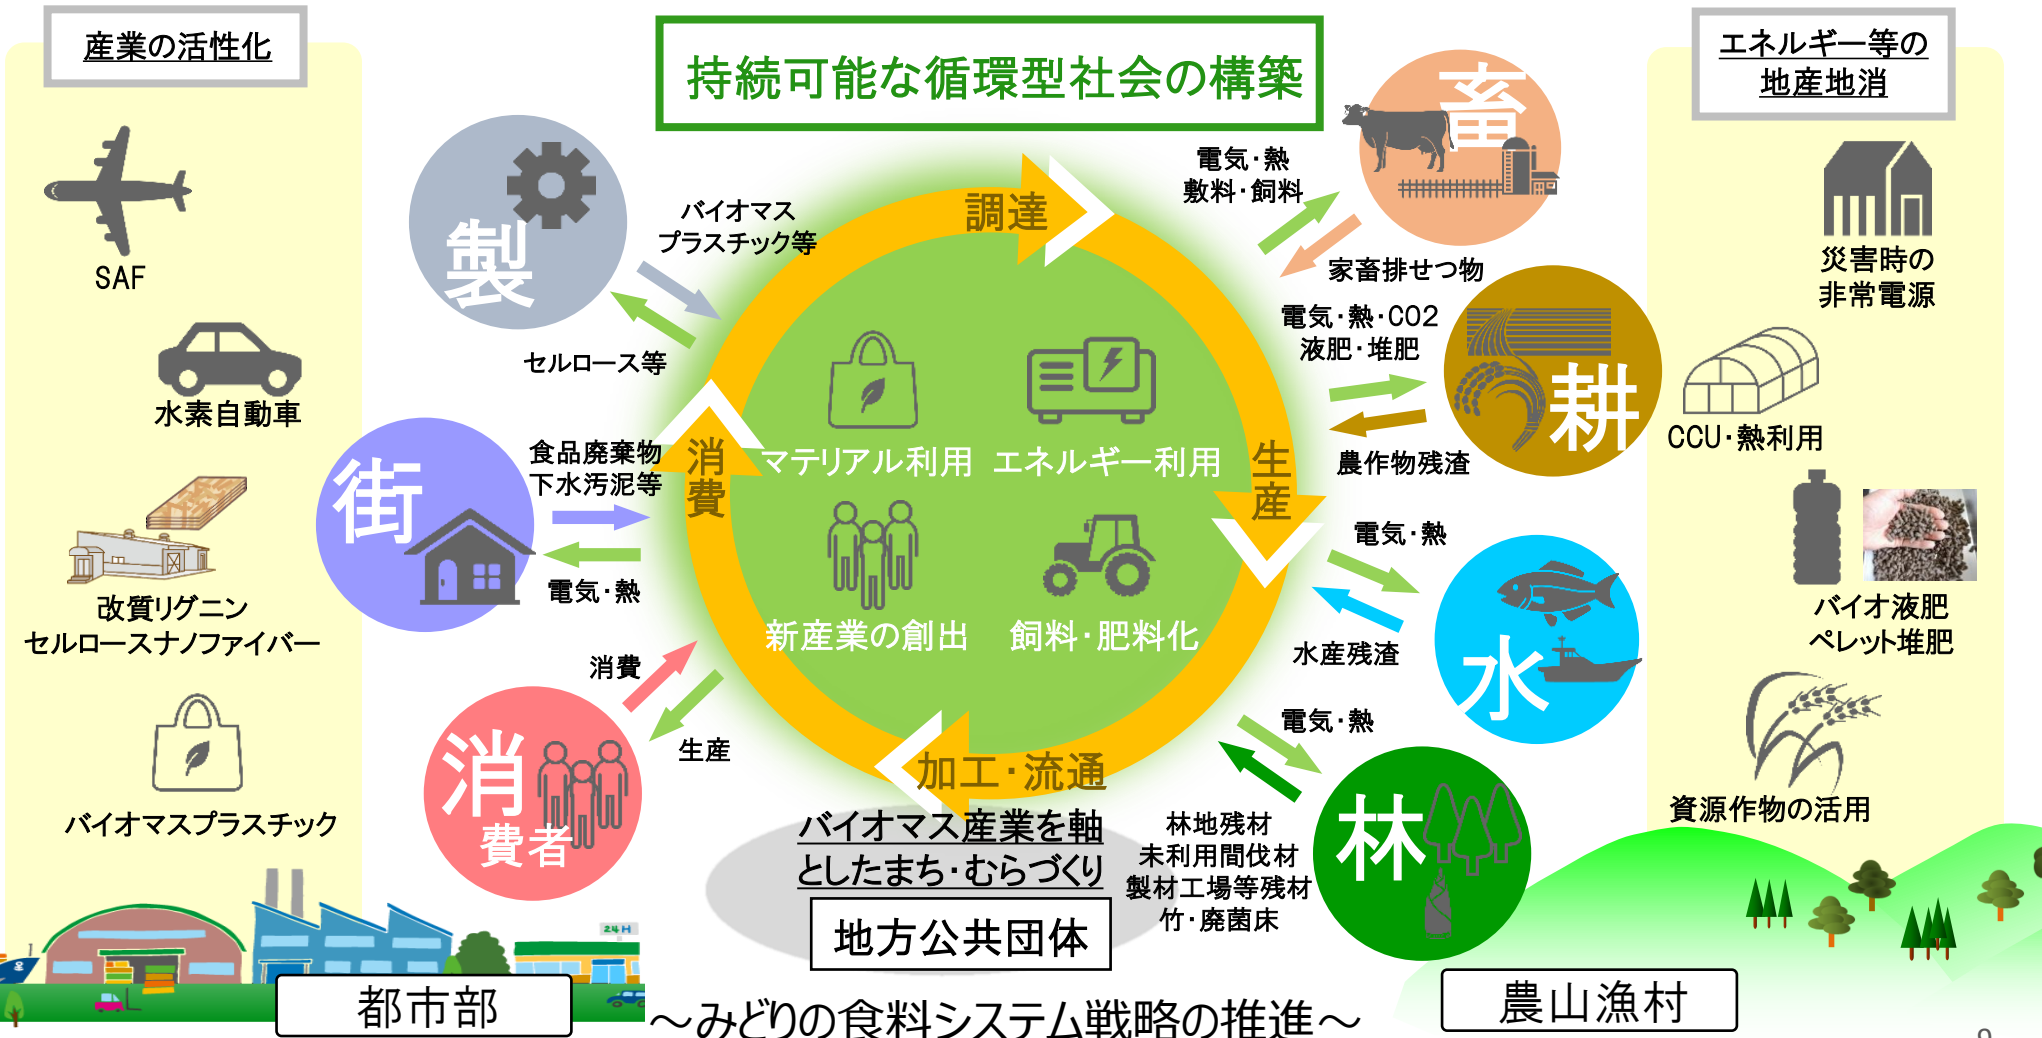 産業の活性化
持続可能な循環型社会の構築
エネルギー等の
地産地消
SAF
水素自動車
改質リグニン
セルロースナノファイバー
バイオマスプラスチック
製
バイオマス
プラスチック等
セルロース等
街
食品廃棄物
下水汚泥等
電気・熱
消費
生産
消
費者
調達
生産
加工・流通
消費
マテリアル利用
エネルギー利用
新産業の創出
飼料・肥料化
畜
電気・熱
敷料・飼料
家畜排せつ物
耕
電気・熱・CO2
液肥・堆肥
農作物残渣
水
電気・熱
水産残渣
林
電気・熱
林地残材
未利用間伐材
製材工場等残材
竹・廃菌床
災害時の
非常電源
CCU・熱利用
バイオ液肥
ペレット堆肥
資源作物の活用
バイオマス産業を軸
としたまち・むらづくり
地方公共団体
24H
都市部
農山漁村
～みどりの食料システム戦略の推進～